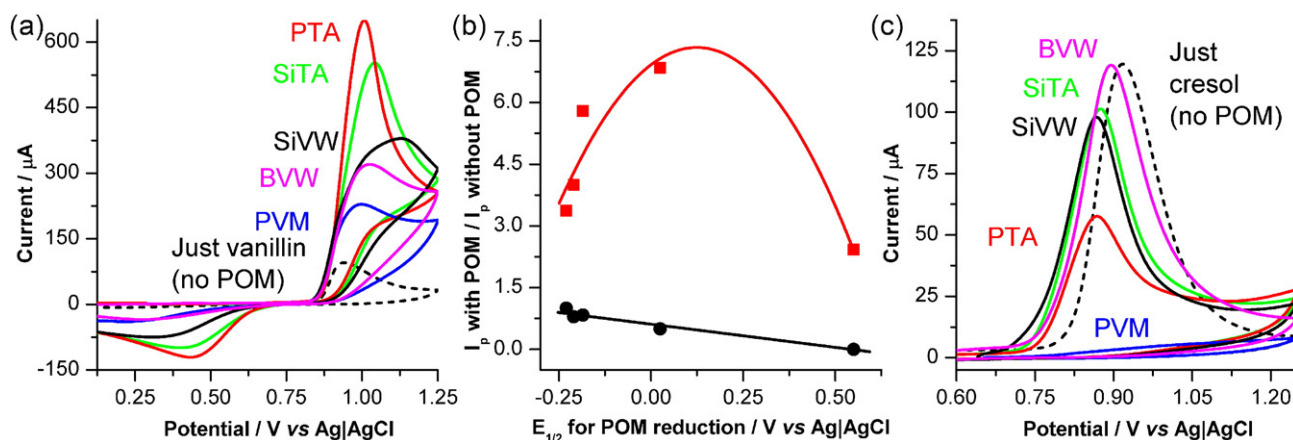 (a)
600
450
300
150
0
-150
Current / µA
PTA
SiTA
SiVW
BVW
PVM
Just vanillin
(no POM)
0.25
0.50
0.75
1.00
1.25
Potential / V vs Ag|AgCl
(b)
7.5
6.0
4.5
3.0
1.5
0.0
I_p with POM / I_p without POM
-0.25
0.00
0.25
0.50
E_1/2 for POM reduction / V vs Ag|AgCl
(c)
125
100
75
50
25
0
Current / µA
BVW
SiTA
SiVW
PTA
PVM
Just
cresol
(no POM)
0.60
0.75
0.90
1.05
1.20
Potential / V vs Ag|AgCl